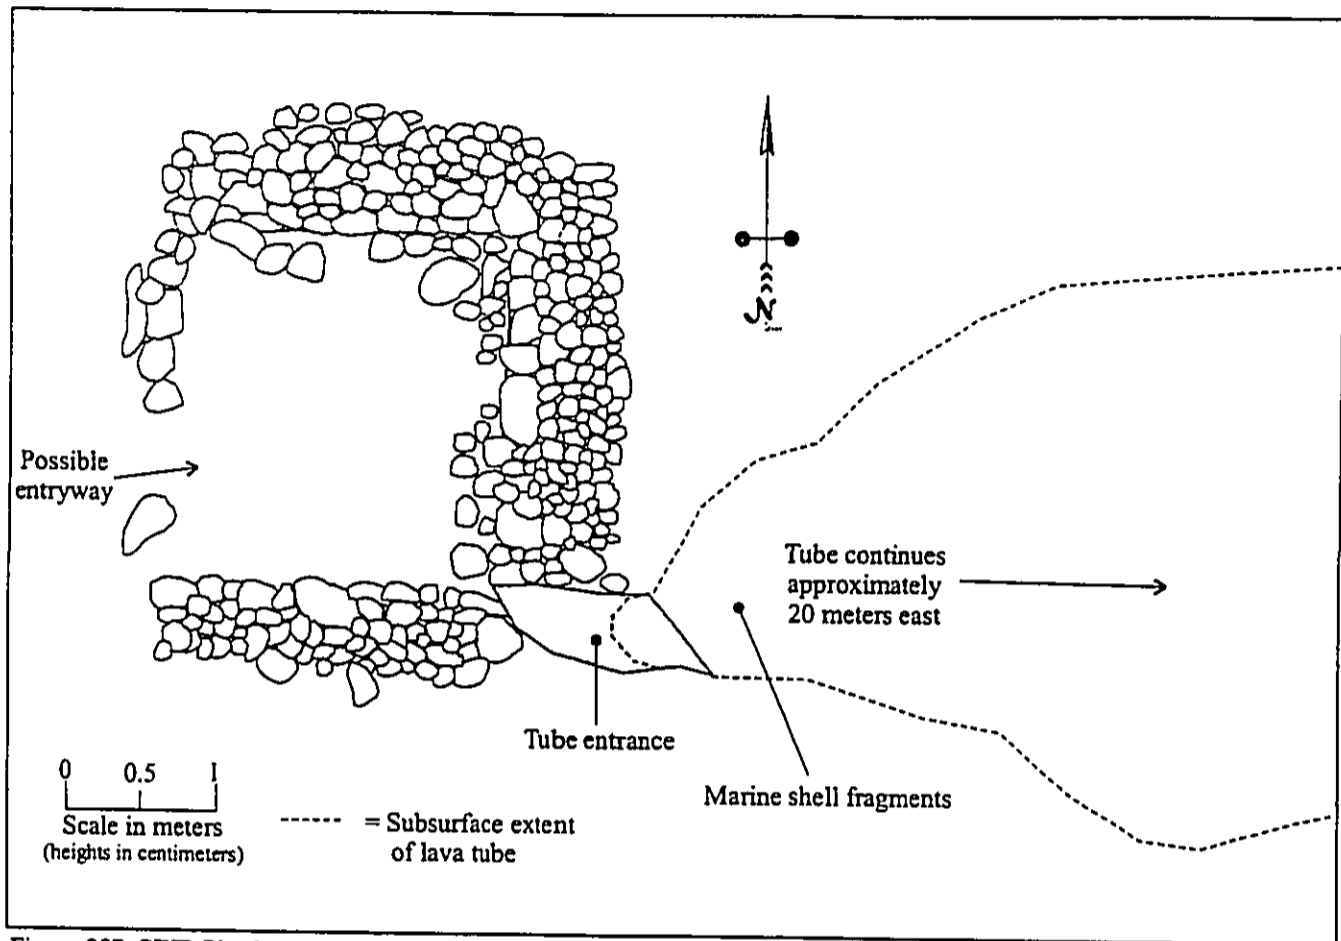 N
Possible
entryway
Tube continues
approximately
20 meters east
Tube entrance
Marine shell fragments
0 0.5 1
Scale in meters
(heights in centimeters)
= Subsurface extent
of lava tube